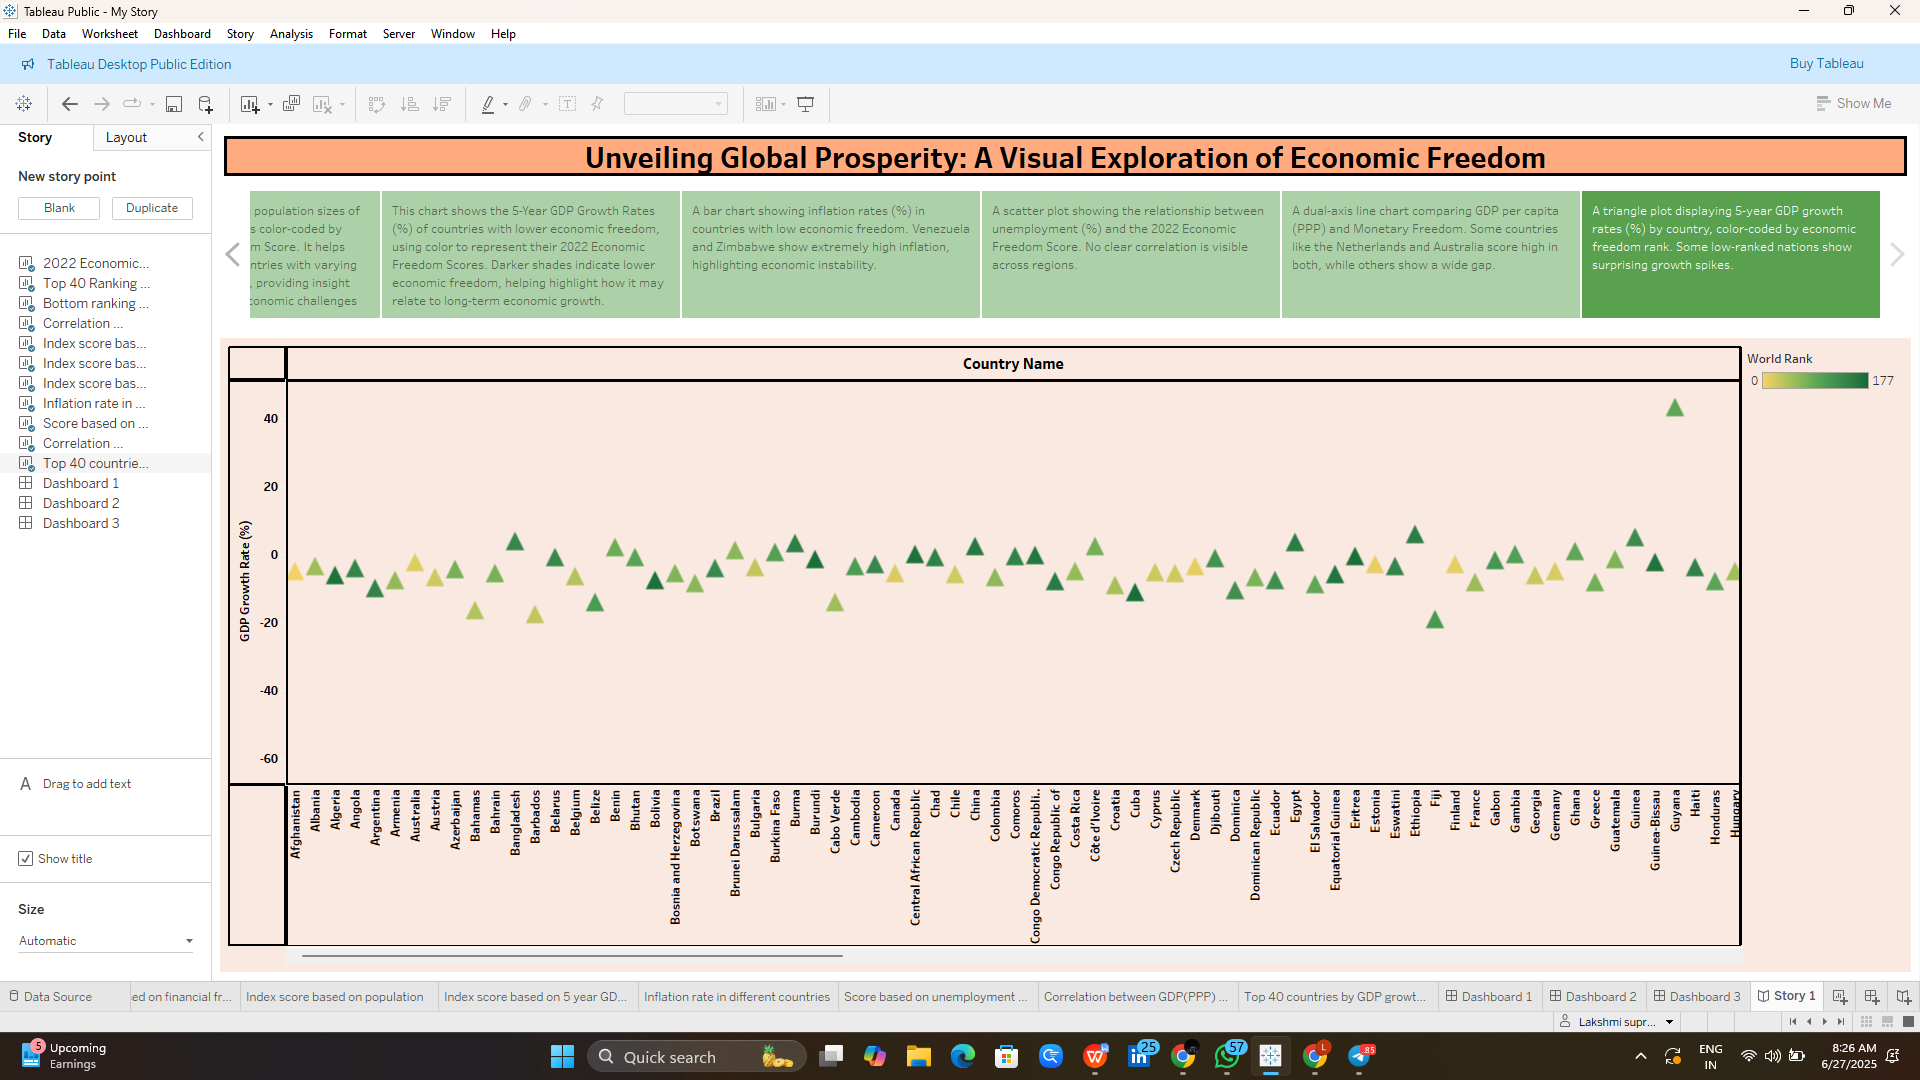 Tableau Public - My Story
File Data Worksheet Dashboard Story Analysis Format Server Window Help
Tableau Desktop Public Edition
Buy Tableau
Show Me
Story
Layout
New story point
Blank
Duplicate
2022 Economic...
Top 40 Ranking ...
Bottom ranking ...
Correlation ...
Index score bas...
Index score bas...
Index score bas...
Inflation rate in ...
Score based on ...
Correlation ...
Top 40 countrie...
Dashboard 1
Dashboard 2
Dashboard 3
A Drag to add text
Show title
Size
Automatic
Unveiling Global Prosperity: A Visual Exploration of Economic Freedom
population sizes of
s color-coded by
m Score. It helps
ntries with varying
, providing insight
conomic challenges
This chart shows the 5-Year GDP Growth Rates
(%) of countries with lower economic freedom,
using color to represent their 2022 Economic
Freedom Scores. Darker shades indicate lower
economic freedom, helping highlight how it may
relate to long-term economic growth.
A bar chart showing inflation rates (%) in
countries with low economic freedom. Venezuela
and Zimbabwe show extremely high inflation,
highlighting economic instability.
A scatter plot showing the relationship between
unemployment (%) and the 2022 Economic
Freedom Score. No clear correlation is visible
across regions.
A dual-axis line chart comparing GDP per capita
(PPP) and Monetary Freedom. Some countries
like the Netherlands and Australia score high in
both, while others show a wide gap.
A triangle plot displaying 5-year GDP growth
rates (%) by country, color-coded by economic
freedom rank. Some low-ranked nations show
surprising growth spikes.
Country Name
World Rank
0
177
GDP Growth Rate (%)
40
20
0
-20
-40
-60
Afghanistan
Albania
Algeria
Angola
Argentina
Armenia
Australia
Austria
Azerbaijan
Bahamas
Bahrain
Bangladesh
Barbados
Belarus
Belgium
Belize
Benin
Bhutan
Bolivia
Bosnia and Herzegovina
Botswana
Brazil
Brunei Darussalam
Bulgaria
Burkina Faso
Burma
Burundi
Cabo Verde
Cambodia
Cameroon
Canada
Central African Republic
Chad
Chile
China
Colombia
Comoros
Congo Democratic Republi..
Congo Republic of
Costa Rica
Côte d'Ivoire
Croatia
Cuba
Cyprus
Czech Republic
Denmark
Djibouti
Dominica
Dominican Republic
Ecuador
Egypt
El Salvador
Equatorial Guinea
Eritrea
Estonia
Eswatini
Ethiopia
Fiji
Finland
France
Gabon
Gambia
Georgia
Germany
Ghana
Greece
Guatemala
Guinea
Guinea-Bissau
Guyana
Haiti
Honduras
Hungary
Data Source
ed on financial fr...
Index score based on population
Index score based on 5 year GD...
Inflation rate in different countries
Score based on unemployment ...
Correlation between GDP(PPP) ...
Top 40 countries by GDP growt...
Dashboard 1
Dashboard 2
Dashboard 3
Story 1
Lakshmi supr...
5
Upcoming
Earnings
Quick search
25
57
L
85
ENG
IN
8:26 AM
6/27/2025